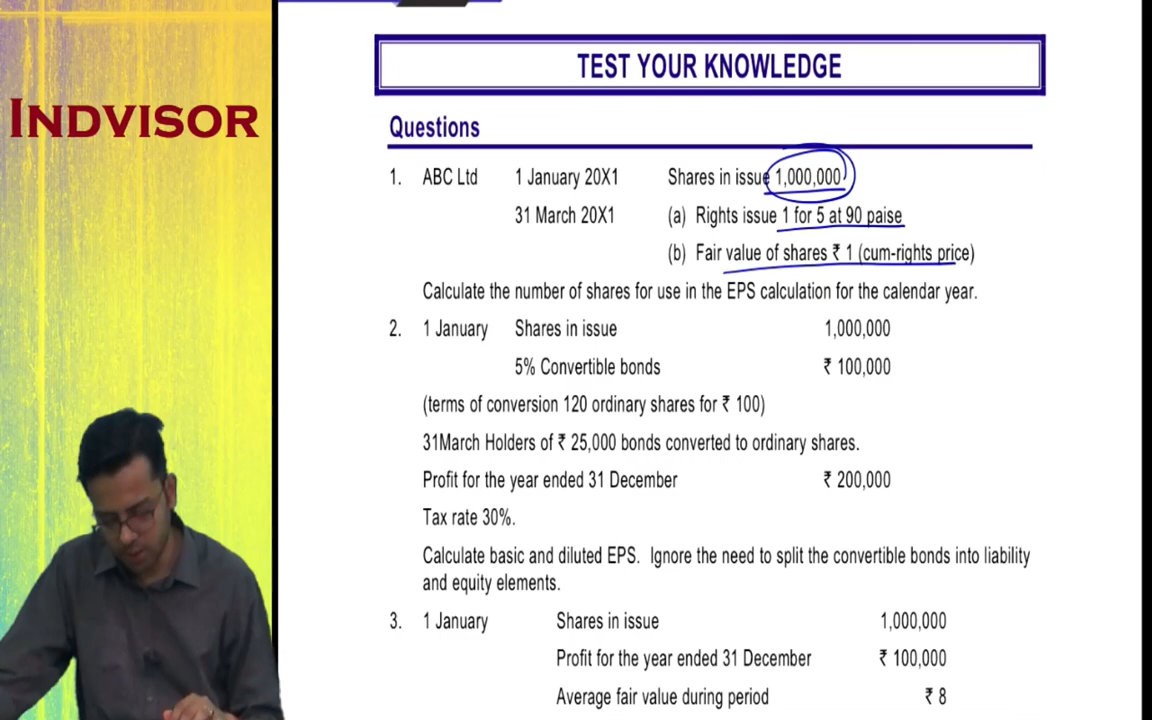 INDVISOR
TEST YOUR KNOWLEDGE
Questions
1. ABC Ltd 1 January 20X1 Shares in issue 1,000,000
31 March 20X1 (a) Rights issue 1 for 5 at 90 paise
(b) Fair value of shares ₹ 1 (cum-rights price)
Calculate the number of shares for use in the EPS calculation for the calendar year.
2. 1 January Shares in issue 1,000,000
5% Convertible bonds ₹ 100,000
(terms of conversion 120 ordinary shares for ₹ 100)
31March Holders of ₹ 25,000 bonds converted to ordinary shares.
Profit for the year ended 31 December ₹ 200,000
Tax rate 30%.
Calculate basic and diluted EPS. Ignore the need to split the convertible bonds into liability
and equity elements.
3. 1 January Shares in issue 1,000,000
Profit for the year ended 31 December ₹ 100,000
Average fair value during period ₹ 8